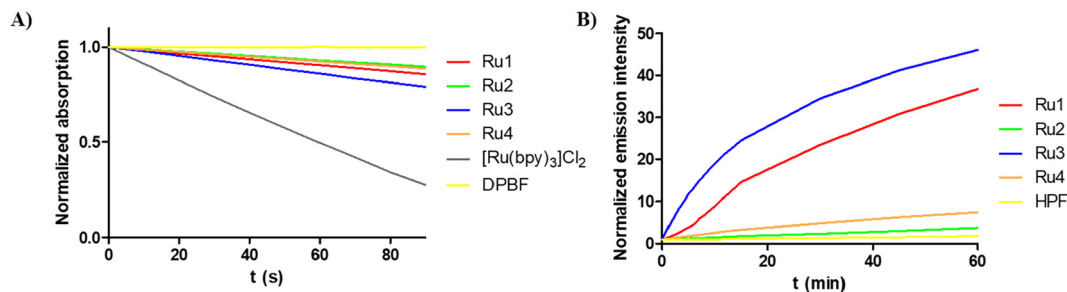 A)
Normalized absorption
1.0
0.5
0.0
0
20
40
60
80
t (s)
Ru1
Ru2
Ru3
Ru4
[Ru(bpy)₃]Cl₂
DPBF
B)
Normalized emission intensity
50
40
30
20
10
0
0
20
40
60
t (min)
Ru1
Ru2
Ru3
Ru4
HPF